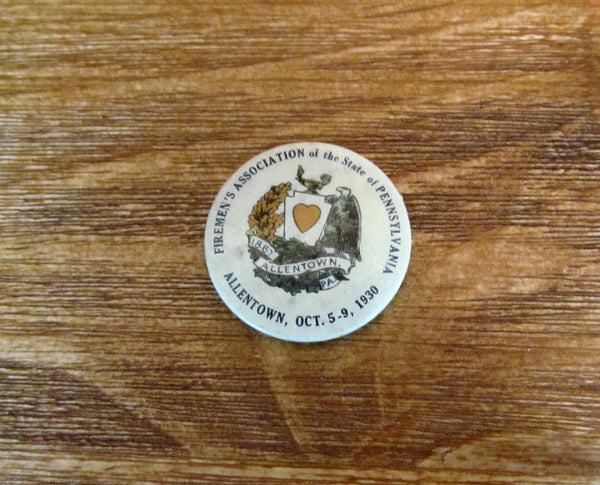 FIREMEN'S ASSOCIATION of the State of PENNSYLVANIA
1867
ALLENTOWN,
PA.
ALLENTOWN, OCT. 5-9, 1930